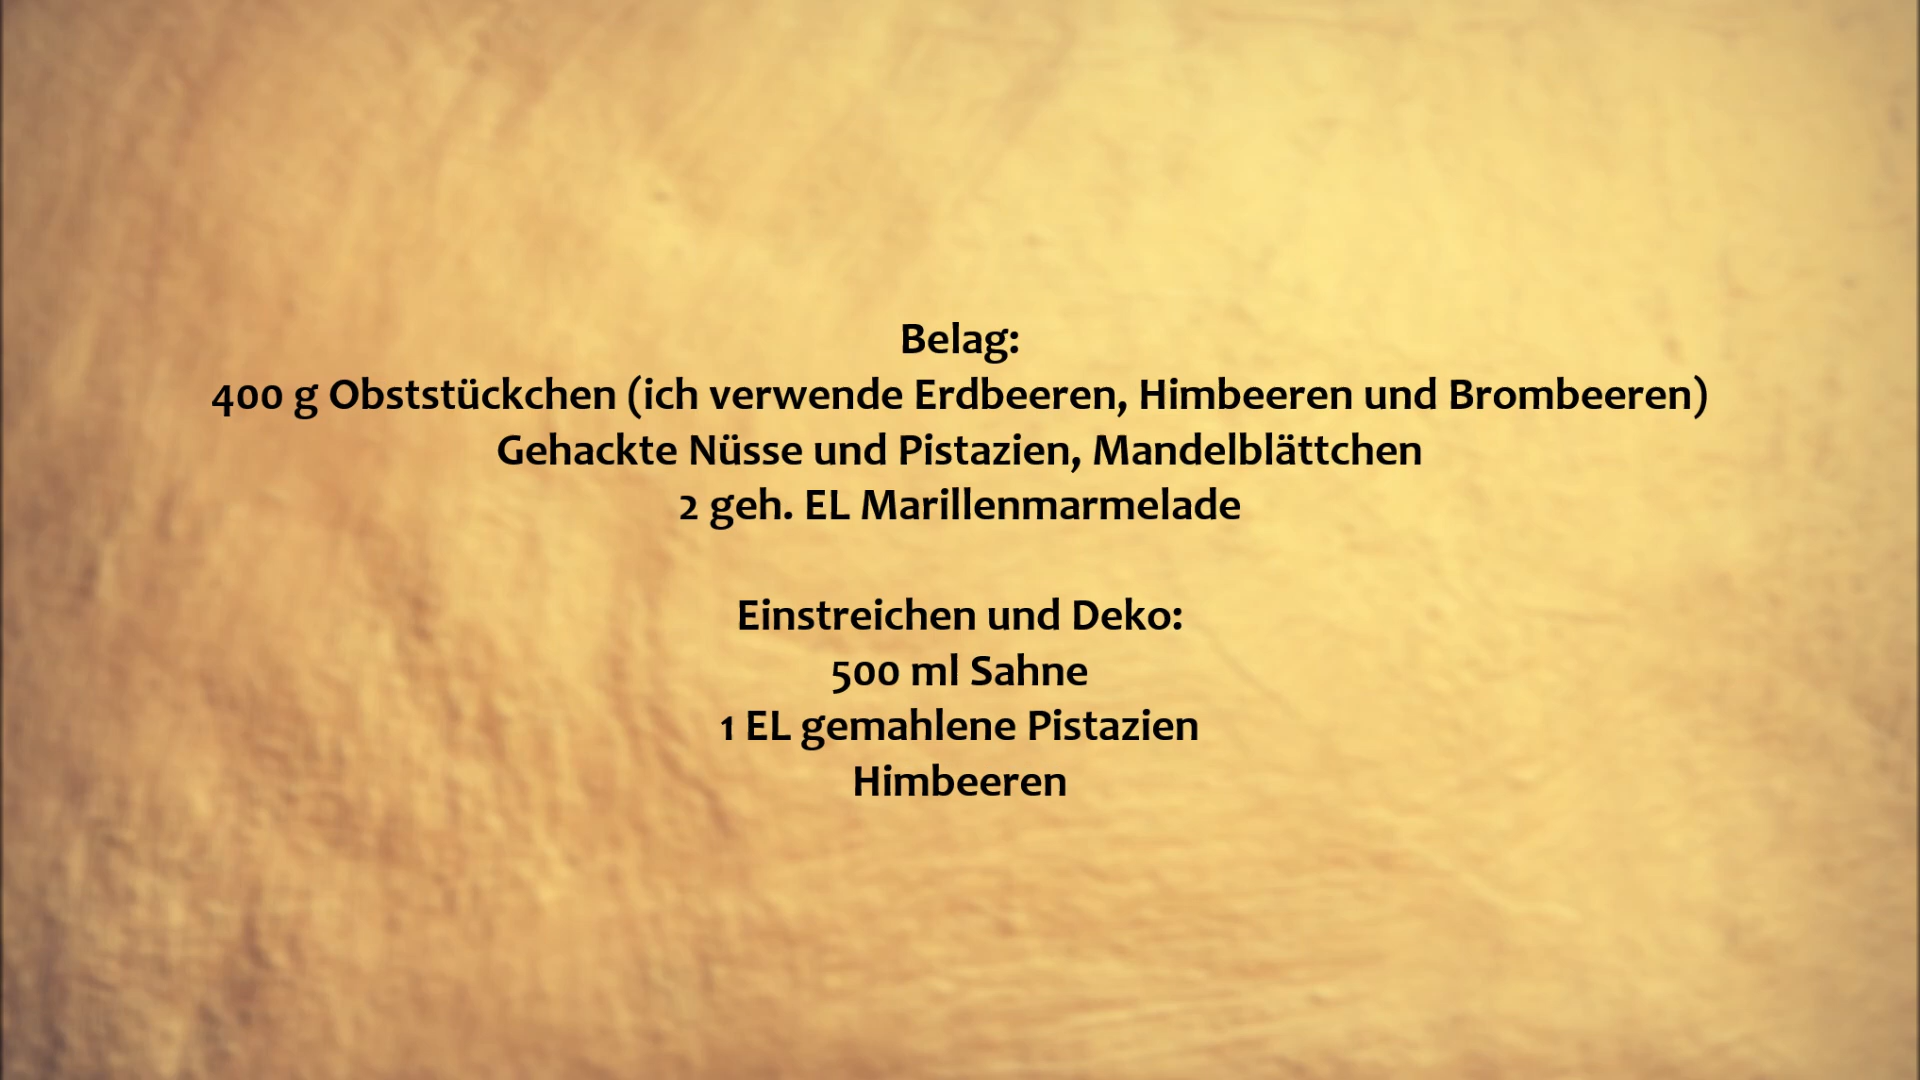 Belag:
400 g Obststückchen (ich verwende Erdbeeren, Himbeeren und Brombeeren)
Gehackte Nüsse und Pistazien, Mandelblättchen
2 geh. EL Marillenmarmelade
Einstreichen und Deko:
500 ml Sahne
1 EL gemahlene Pistazien
Himbeeren